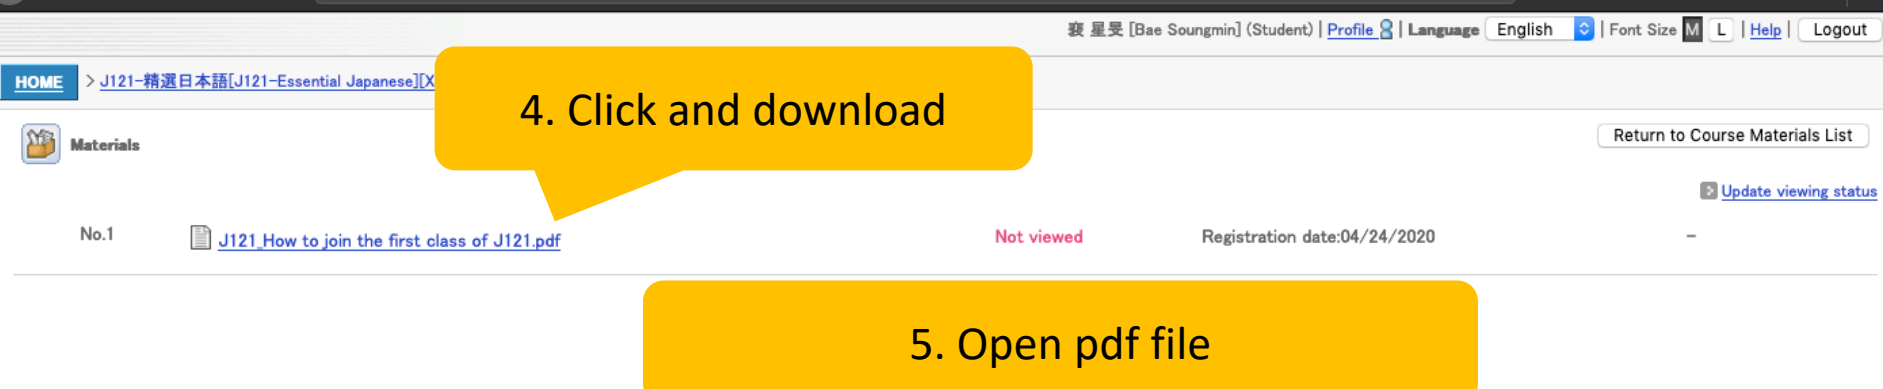 裵 星旻 [Bae Soungmin] (Student) | Profile | Language English | Font Size M L | Help | Logout
HOME > J121-精選日本語[J121-Essential Japanese][X
4. Click and download
Materials
Return to Course Materials List
Update viewing status
No.1 J121_How to join the first class of J121.pdf Not viewed Registration date:04/24/2020 -
5. Open pdf file